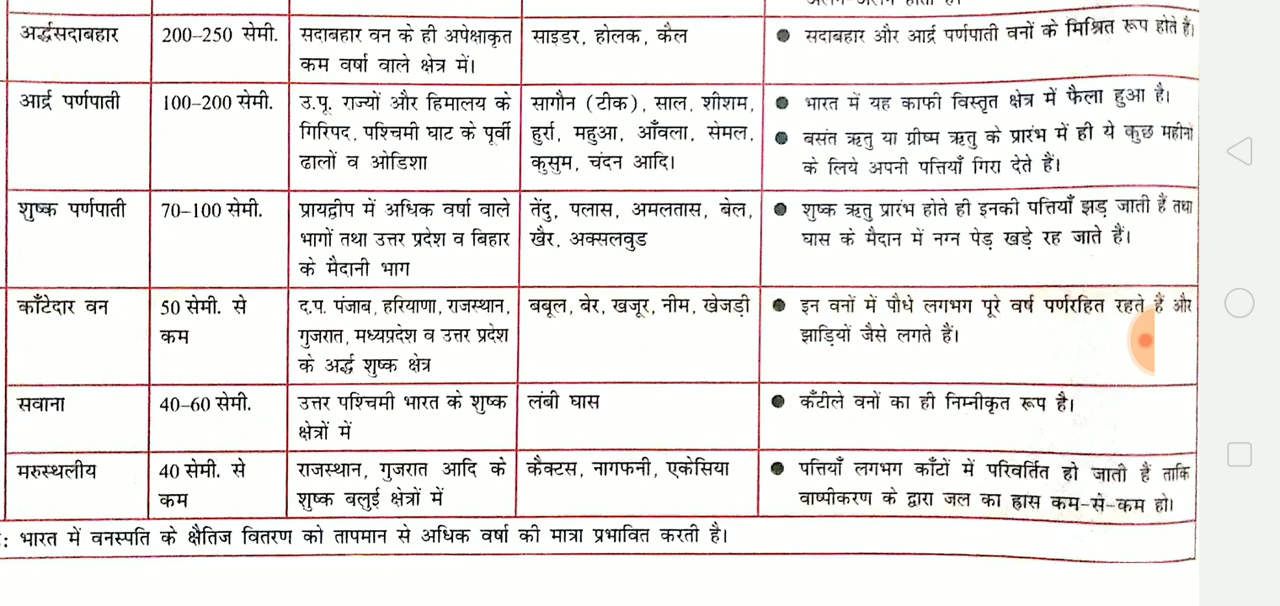 अर्द्धसदाबहार
200–250 सेमी.
सदाबहार वन के ही अपेक्षाकृत
कम वर्षा वाले क्षेत्र में।
साइडर, होलक, कैल
सदाबहार और आर्द्र पर्णपाती वनों के मिश्रित रूप होते हैं।
आर्द्र पर्णपाती
100–200 सेमी.
उ.पू. राज्यों और हिमालय के
गिरिपद, पश्चिमी घाट के पूर्वी
ढालों व ओडिशा
सागौन (टीक), साल, शीशम,
हुर्रा, महुआ, आँवला, सेमल,
कुसुम, चंदन आदि।
भारत में यह काफी विस्तृत क्षेत्र में फैला हुआ है।
बसंत ऋतु या ग्रीष्म ऋतु के प्रारंभ में ही ये कुछ महीनों
के लिये अपनी पत्तियाँ गिरा देते हैं।
शुष्क पर्णपाती
70–100 सेमी.
प्रायद्वीप में अधिक वर्षा वाले
भागों तथा उत्तर प्रदेश व बिहार
के मैदानी भाग
तेंदु, पलास, अमलतास, बेल,
खैर, अक्सलवुड
शुष्क ऋतु प्रारंभ होते ही इनकी पत्तियाँ झड़ जाती हैं तथा
घास के मैदान में नग्न पेड़ खड़े रह जाते हैं।
काँटेदार वन
50 सेमी. से
कम
द.प. पंजाब, हरियाणा, राजस्थान,
गुजरात, मध्यप्रदेश व उत्तर प्रदेश
के अर्द्ध शुष्क क्षेत्र
बबूल, बेर, खजूर, नीम, खेजड़ी
इन वनों में पौधे लगभग पूरे वर्ष पर्णरहित रहते हैं और
झाड़ियों जैसे लगते हैं।
सवाना
40–60 सेमी.
उत्तर पश्चिमी भारत के शुष्क
क्षेत्रों में
लंबी घास
कँटीले वनों का ही निम्नीकृत रूप है।
मरुस्थलीय
40 सेमी. से
कम
राजस्थान, गुजरात आदि के
शुष्क बलुई क्षेत्रों में
कैक्टस, नागफनी, एकेसिया
पत्तियाँ लगभग काँटों में परिवर्तित हो जाती हैं ताकि
वाष्पीकरण के द्वारा जल का ह्रास कम-से-कम हो।
: भारत में वनस्पति के क्षैतिज वितरण को तापमान से अधिक वर्षा की मात्रा प्रभावित करती है।